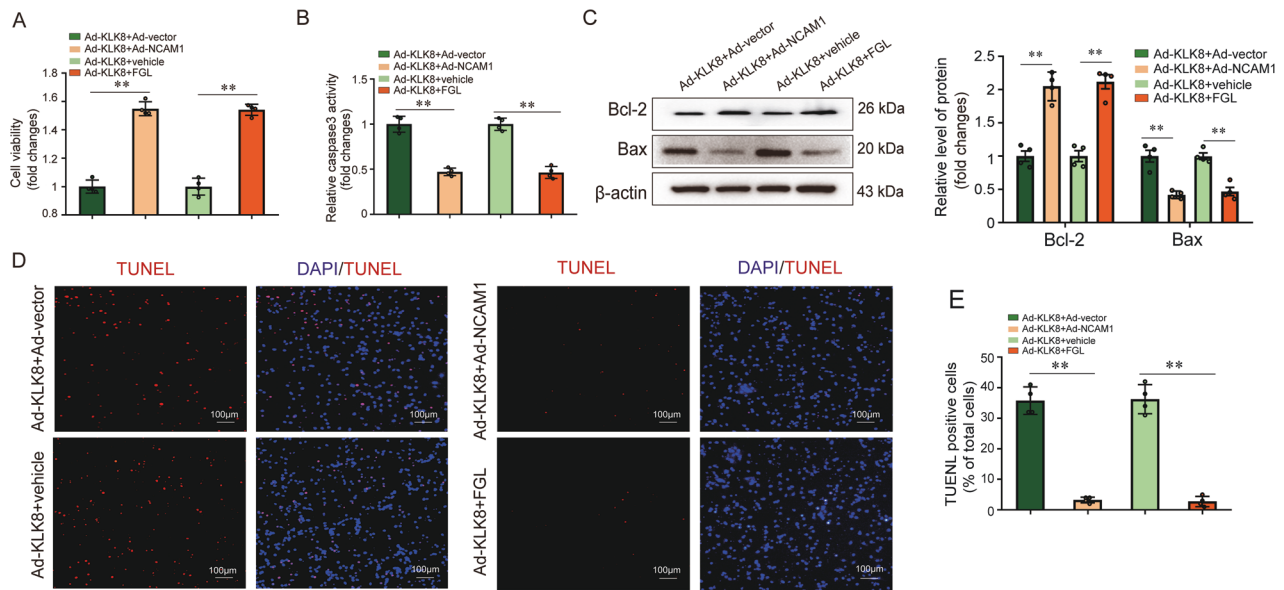 A
Ad-KLK8+Ad-vector
Ad-KLK8+Ad-NCAM1
Ad-KLK8+vehicle
Ad-KLK8+FGL
Cell viability
(fold changes)
1.8
1.6
1.4
1.2
1.0
0.8
**
**
B
Ad-KLK8+Ad-vector
Ad-KLK8+Ad-NCAM1
Ad-KLK8+vehicle
Ad-KLK8+FGL
Relative caspase3 activity
(fold changes)
1.5
1.0
0.5
0
**
**
C
Ad-KLK8+Ad-vector
Ad-KLK8+Ad-NCAM1
Ad-KLK8+vehicle
Ad-KLK8+FGL
Bcl-2
26 kDa
Bax
20 kDa
β-actin
43 kDa
Relative level of protein
(fold changes)
2.5
2.0
1.5
1.0
0.5
0
**
**
**
**
Bcl-2
Bax
Ad-KLK8+Ad-vector
Ad-KLK8+Ad-NCAM1
Ad-KLK8+vehicle
Ad-KLK8+FGL
D
TUNEL
DAPI/TUNEL
TUNEL
DAPI/TUNEL
Ad-KLK8+Ad-vector
100μm
100μm
Ad-KLK8+Ad-NCAM1
100μm
100μm
Ad-KLK8+vehicle
100μm
100μm
Ad-KLK8+FGL
100μm
100μm
E
Ad-KLK8+Ad-vector
Ad-KLK8+Ad-NCAM1
Ad-KLK8+vehicle
Ad-KLK8+FGL
TUENL positive cells
(% of total cells)
50
40
30
20
10
0
**
**